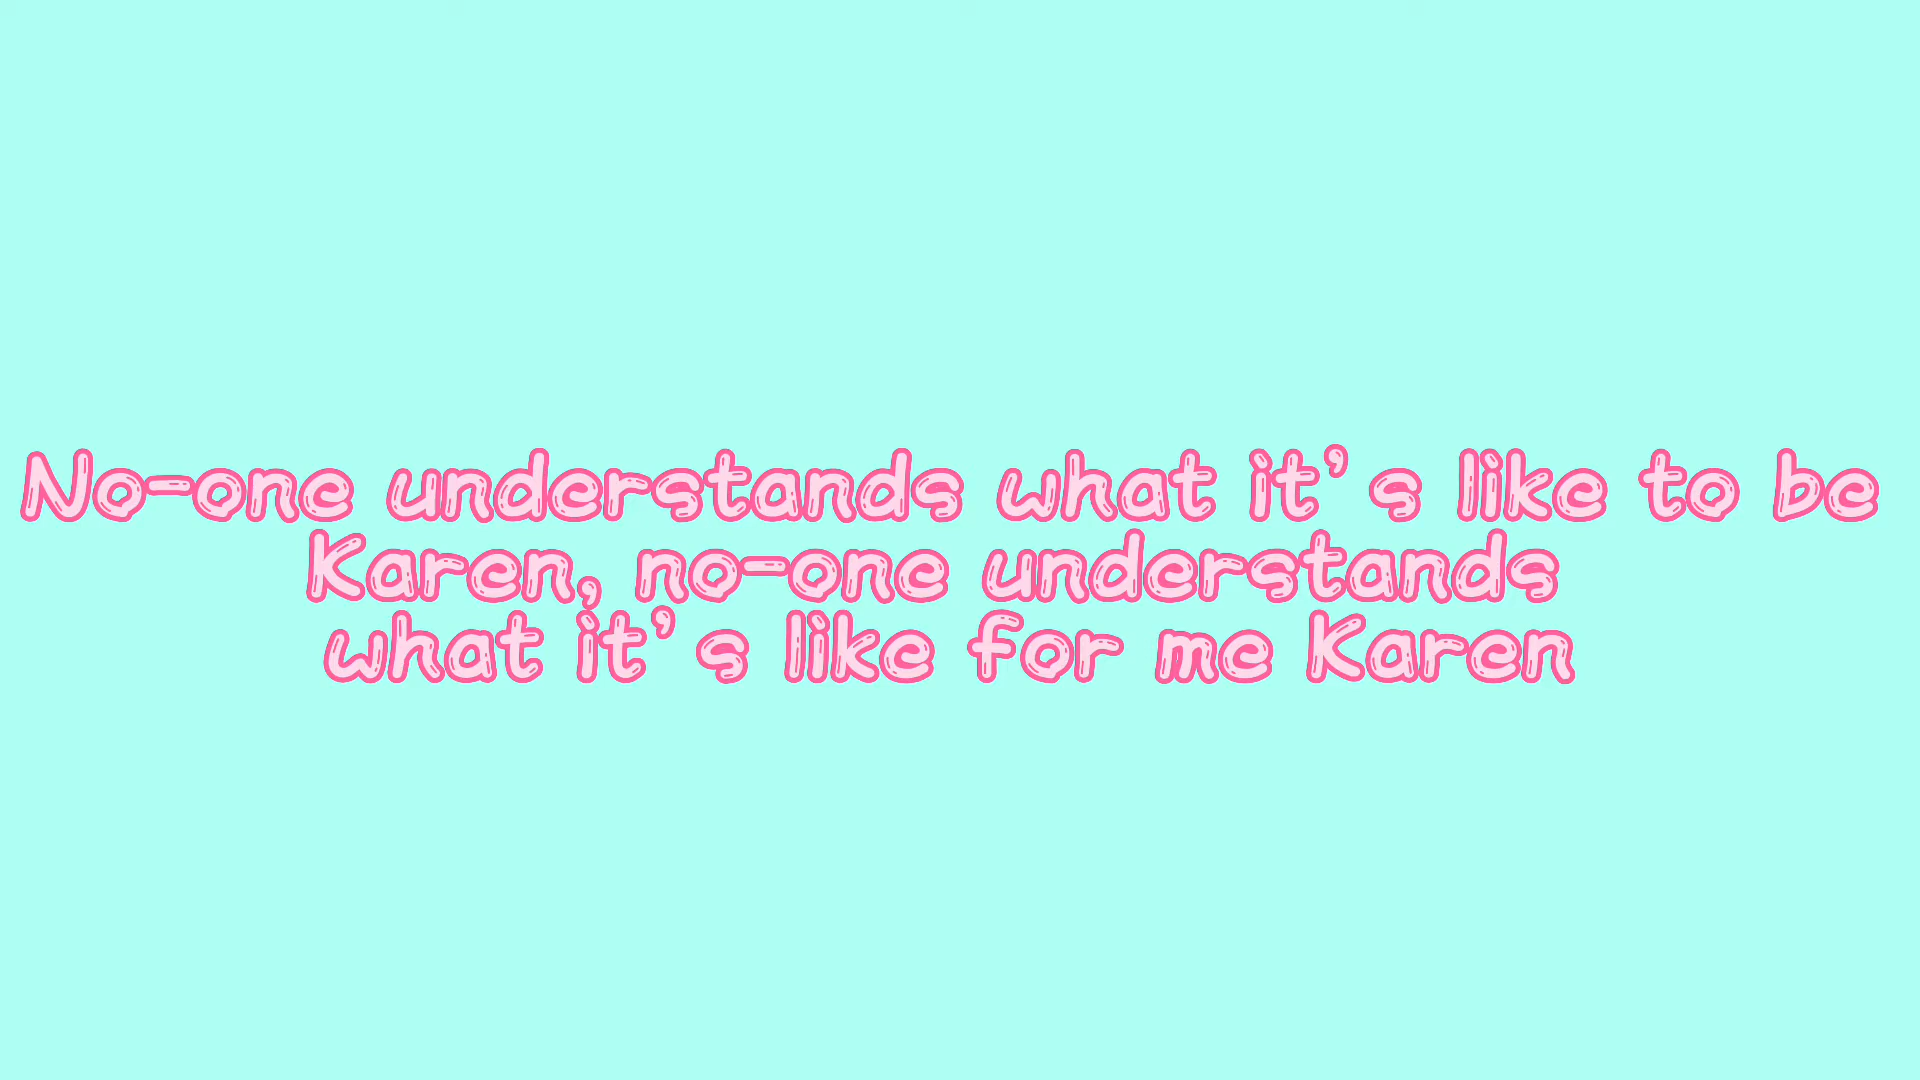 No-one understands what it's like to be
Karen, no-one understands
what it's like for me Karen